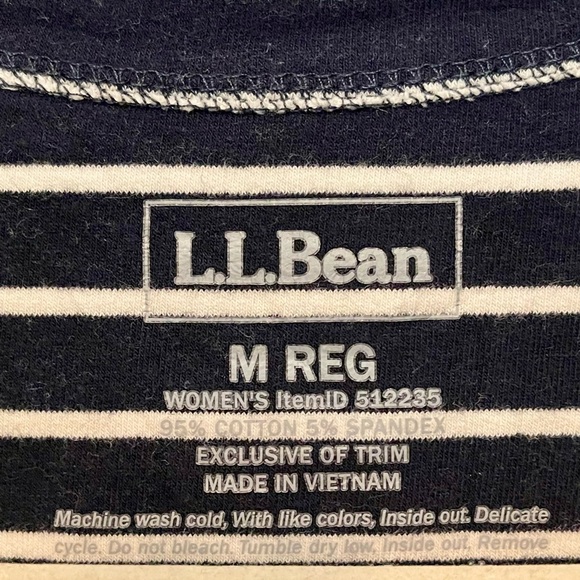 L.L.Bean
M REG
WOMEN'S ItemID 512235
95% COTTON 5% SPANDEX
EXCLUSIVE OF TRIM
MADE IN VIETNAM
Machine wash cold, With like colors, Inside out. Delicate
cycle. Do not bleach. Tumble dry low. Inside out. Remove